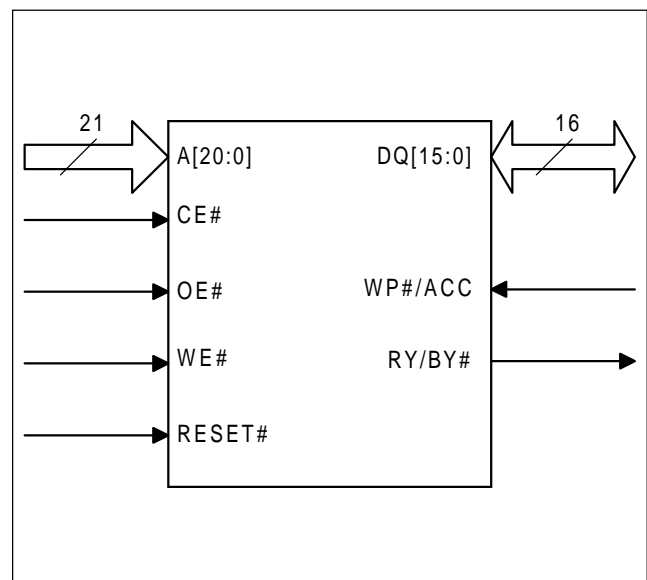 21
16
A[20:0]
DQ[15:0]
CE#
OE#
WP#/ACC
WE#
RY/BY#
RESET#